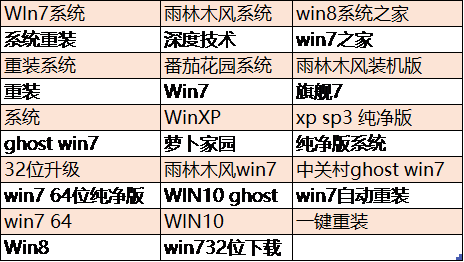 WIn7系统 雨林木风系统 win8系统之家
系统重装 深度技术 win7之家
重装系统 番茄花园系统 雨林木风装机版
重装 Win7 旗舰7
系统 WinXP xp sp3 纯净版
ghost win7 萝卜家园 纯净版系统
32位升级 雨林木风win7 中关村ghost win7
win7 64位纯净版 WIN10 ghost win7自动重装
win7 64 WIN10 一键重装
Win8 win732位下载